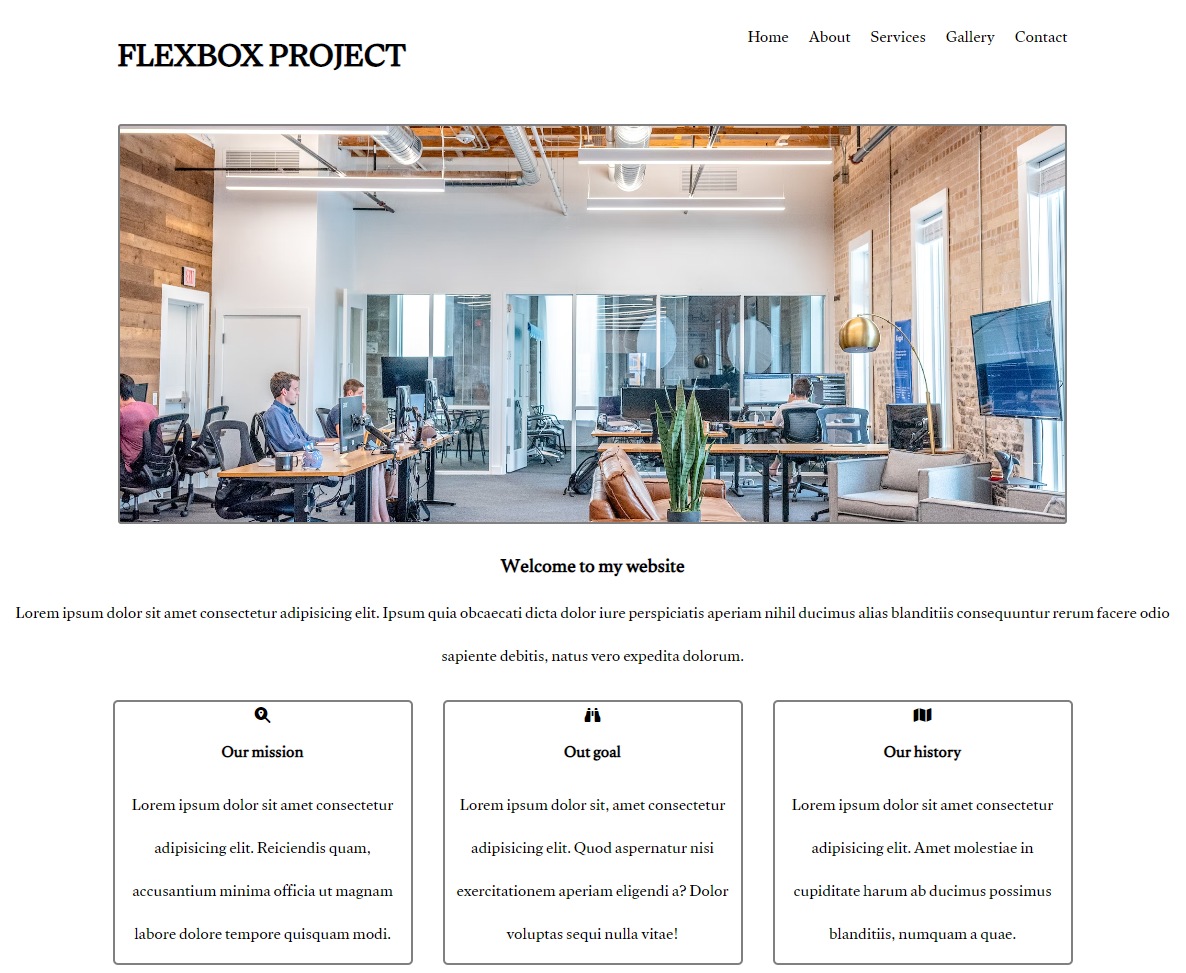 FLEXBOX PROJECT
Home About Services Gallery Contact
EXIT
Welcome to my website
Lorem ipsum dolor sit amet consectetur adipisicing elit. Ipsum quia obcaecati dicta dolor iure perspiciatis aperiam nihil ducimus alias blanditiis consequuntur rerum facere odio
sapiente debitis, natus vero expedita dolorum.
Our mission
Lorem ipsum dolor sit amet consectetur
adipisicing elit. Reiciendis quam,
accusantium minima officia ut magnam
labore dolore tempore quisquam modi.
Out goal
Lorem ipsum dolor sit, amet consectetur
adipisicing elit. Quod aspernatur nisi
exercitationem aperiam eligendi a? Dolor
voluptas sequi nulla vitae!
Our history
Lorem ipsum dolor sit amet consectetur
adipisicing elit. Amet molestiae in
cupiditate harum ab ducimus possimus
blanditiis, numquam a quae.